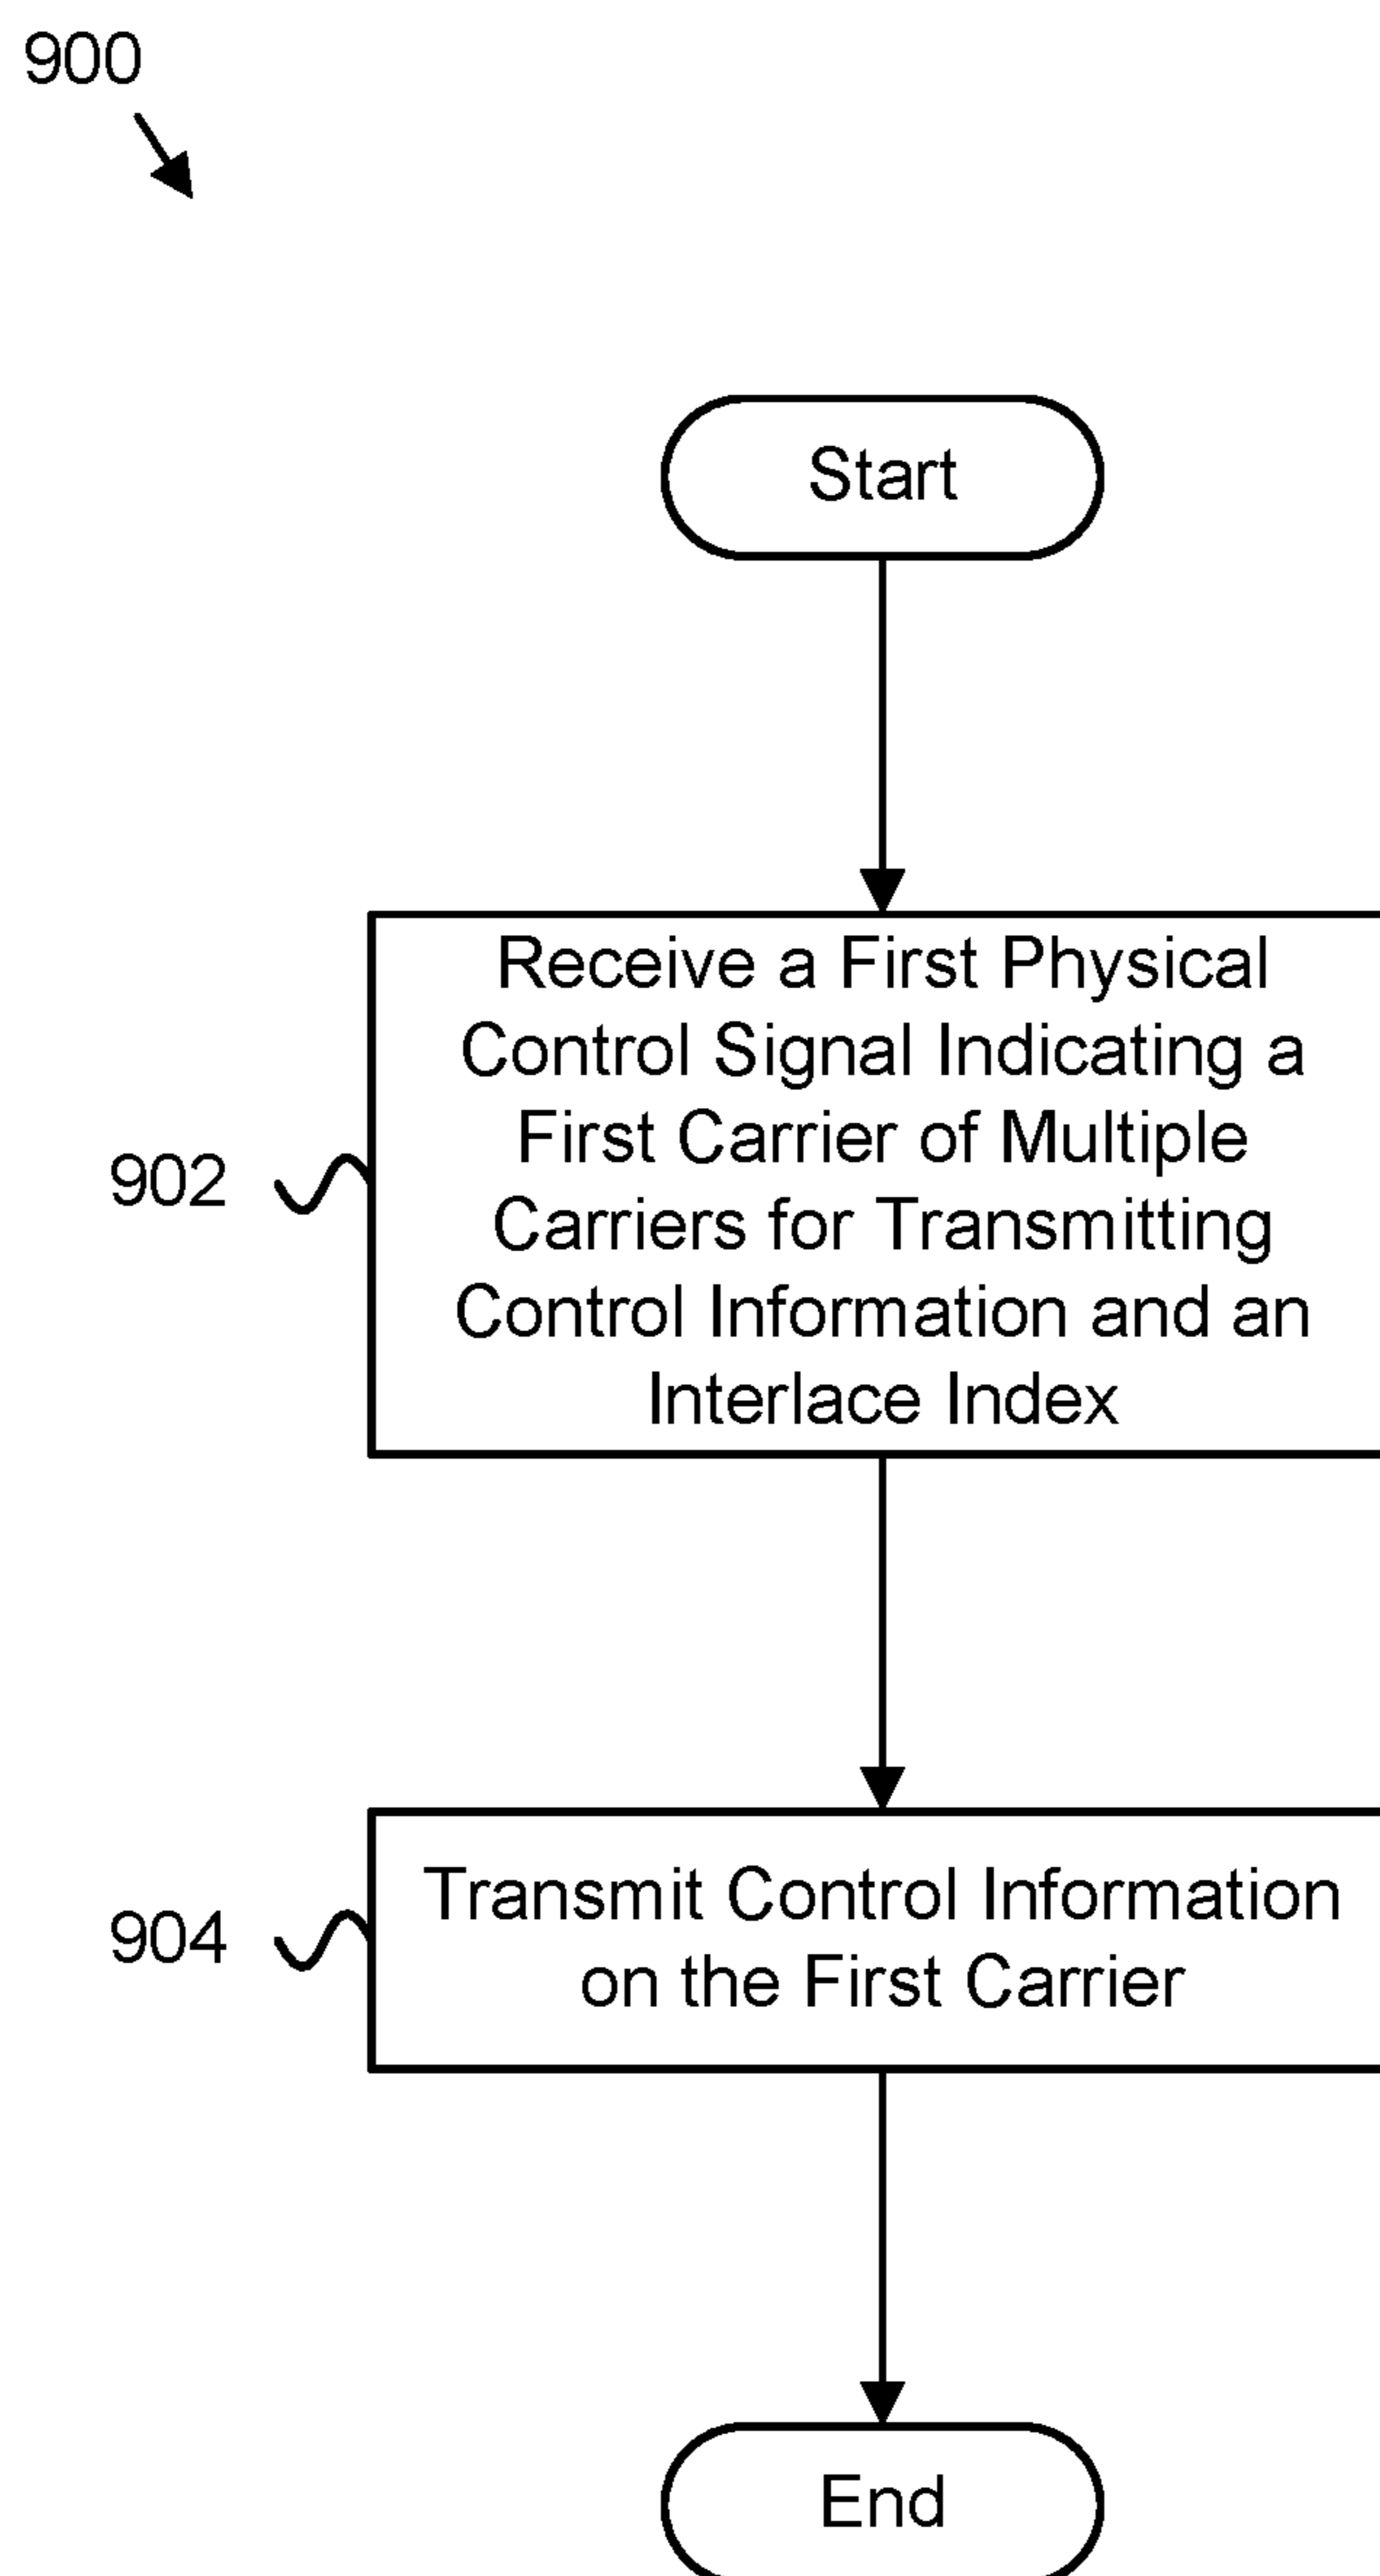 900
Start
Receive a First Physical
Control Signal Indicating a
First Carrier of Multiple
Carriers for Transmitting
Control Information and an
Interlace Index
902
Transmit Control Information
on the First Carrier
904
End